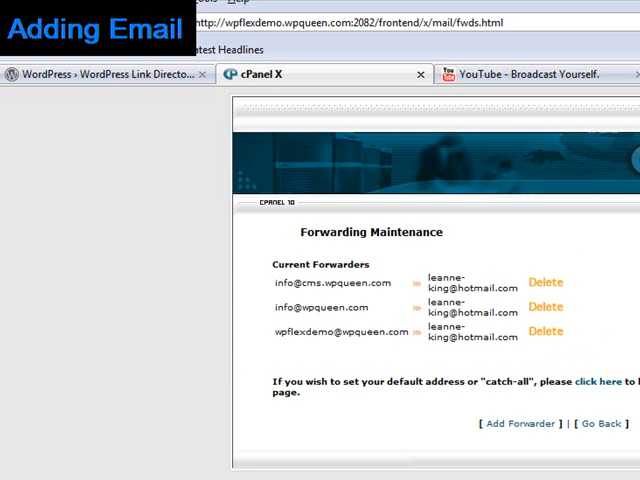 Adding Email
http://wpflexdemo.wpqueen.com:2082/frontend/x/mail/fwds.html
atest Headlines
WordPress › WordPress Link Directo...
cPanel X
YouTube - Broadcast Yourself.
CPANEL 10
Forwarding Maintenance
Current Forwarders
info@cms.wpqueen.com »» leanne-
king@hotmail.com Delete
info@wpqueen.com »» leanne-
king@hotmail.com Delete
wpflexdemo@wpqueen.com »» leanne-
king@hotmail.com Delete
If you wish to set your default address or "catch-all", please click here to
page.
[ Add Forwarder ] | [ Go Back ]